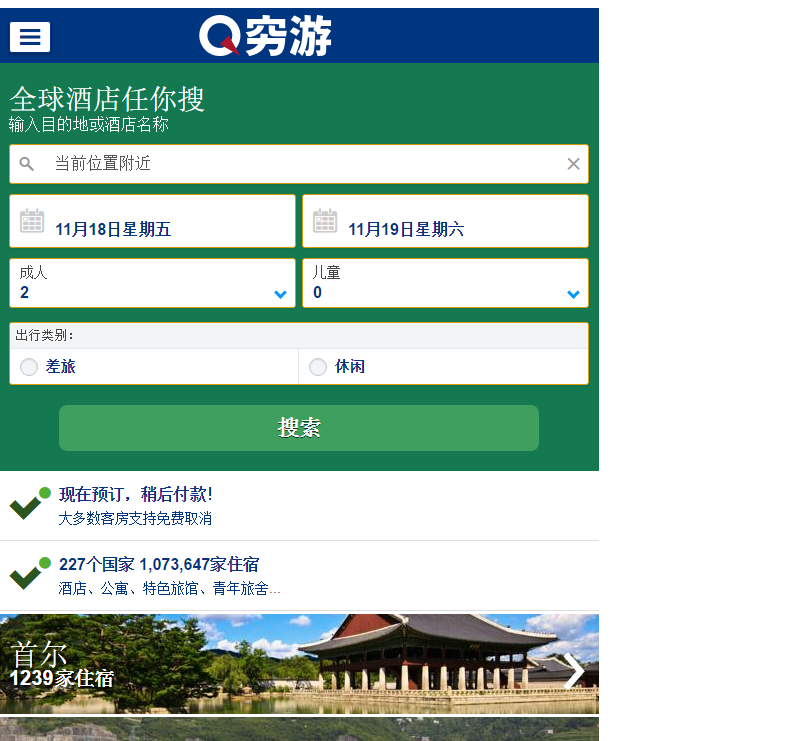 穷游
全球酒店任你搜
输入目的地或酒店名称
当前位置附近
11月18日星期五
11月19日星期六
成人
2
儿童
0
出行类别：
差旅
休闲
搜索
现在预订，稍后付款！
大多数客房支持免费取消
227个国家 1,073,647家住宿
酒店、公寓、特色旅馆、青年旅舍...
首尔
1239家住宿